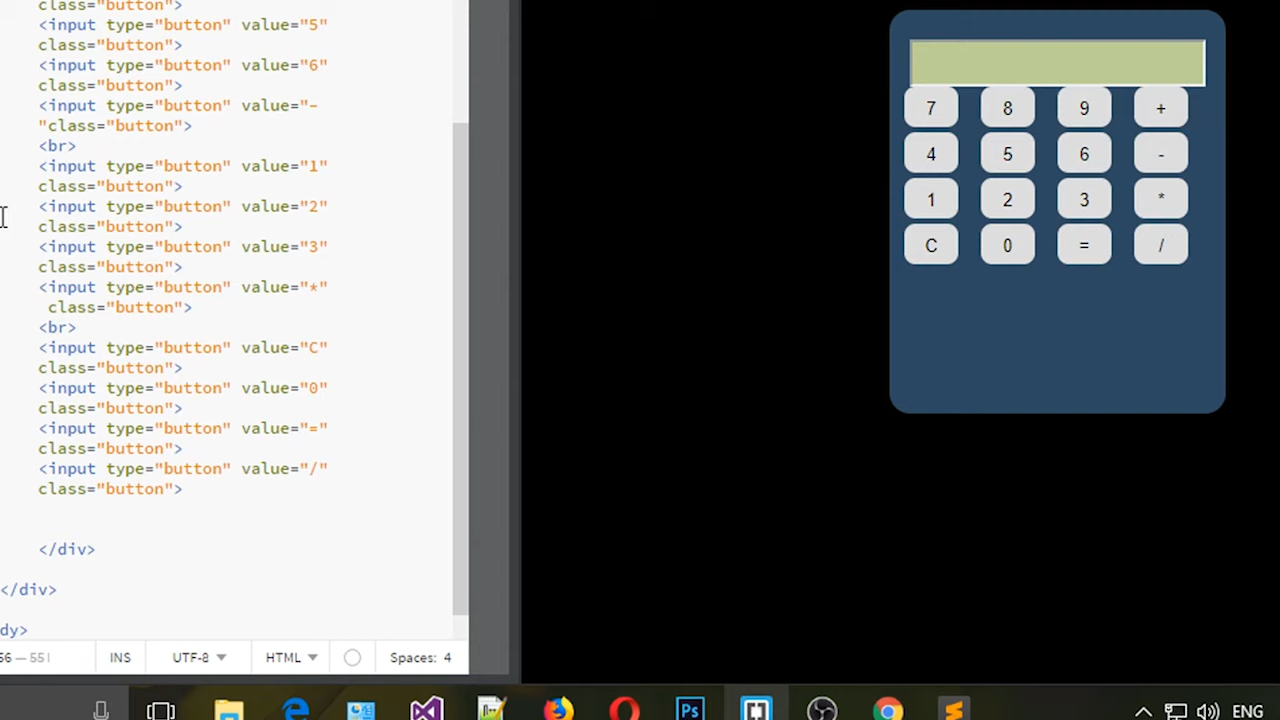 class="button">
<input type="button" value="5"
class="button">
<input type="button" value="6"
class="button">
<input type="button" value="-
"class="button">
<br>
<input type="button" value="1"
class="button">
<input type="button" value="2"
class="button">
<input type="button" value="3"
class="button">
<input type="button" value="*"
class="button">
<br>
<input type="button" value="C"
class="button">
<input type="button" value="0"
class="button">
<input type="button" value="="
class="button">
<input type="button" value="/"
class="button">
</div>
</div>
dy>
INS UTF-8 HTML Spaces: 4
7 8 9 +
4 5 6 -
1 2 3 *
C 0 = /
Ps ENG